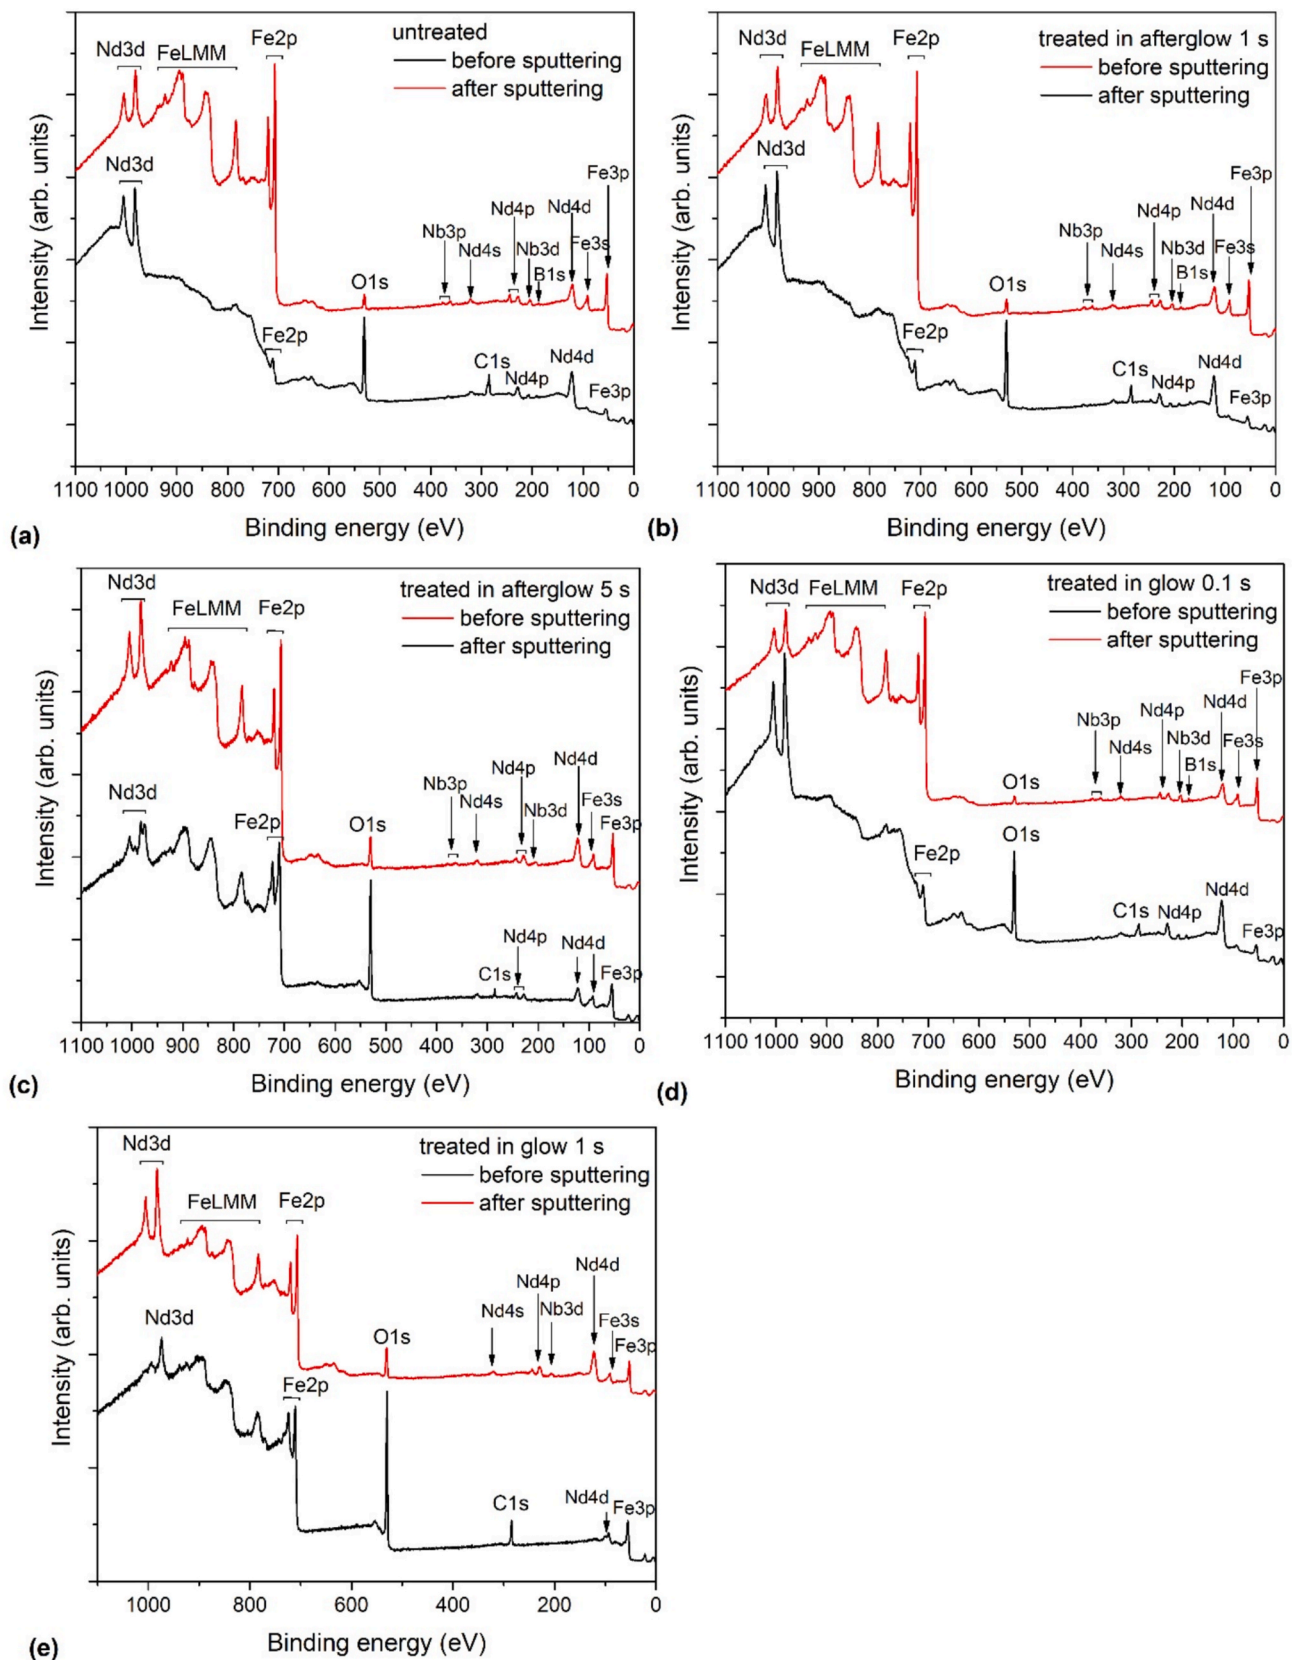 untreated
before sputtering
after sputtering
Nd3d
FeLMM
Fe2p
Nd3d
Fe2p
O1s
Nb3p
Nd4s
Nd4p
Nb3d
B1s
Nd4d
Fe3s
Fe3p
C1s
Nd4p
Nd4d
Fe3p
Intensity (arb. units)
1100 1000 900 800 700 600 500 400 300 200 100 0
Binding energy (eV)
(a)
treated in afterglow 1 s
before sputtering
after sputtering
Nd3d
FeLMM
Fe2p
Nd3d
Fe2p
O1s
Nb3p
Nd4s
Nd4p
Nb3d
B1s
Nd4d
Fe3s
Fe3p
C1s
Nd4p
Nd4d
Fe3p
Intensity (arb. units)
1100 1000 900 800 700 600 500 400 300 200 100 0
Binding energy (eV)
(b)
treated in afterglow 5 s
before sputtering
after sputtering
Nd3d
FeLMM
Fe2p
Nd3d
Fe2p
O1s
Nb3p
Nd4s
Nd4p
Nb3d
Nd4d
Fe3s
Fe3p
C1s
Nd4p
Nd4d
Fe3p
Intensity (arb. units)
1100 1000 900 800 700 600 500 400 300 200 100 0
Binding energy (eV)
(c)
treated in glow 0.1 s
before sputtering
after sputtering
Nd3d
FeLMM
Fe2p
Fe2p
O1s
O1s
Nb3p
Nd4s
Nd4p
Nb3d
B1s
Nd4d
Fe3s
Fe3p
C1s
Nd4p
Nd4d
Fe3p
Intensity (arb. units)
1100 1000 900 800 700 600 500 400 300 200 100 0
Binding energy (eV)
(d)
treated in glow 1 s
before sputtering
after sputtering
Nd3d
FeLMM
Fe2p
Nd3d
Fe2p
O1s
Nd4s
Nd4p
Nb3d
Nd4d
Fe3s
Fe3p
C1s
Nd4d
Fe3p
Intensity (arb. units)
1000 800 600 400 200 0
Binding energy (eV)
(e)